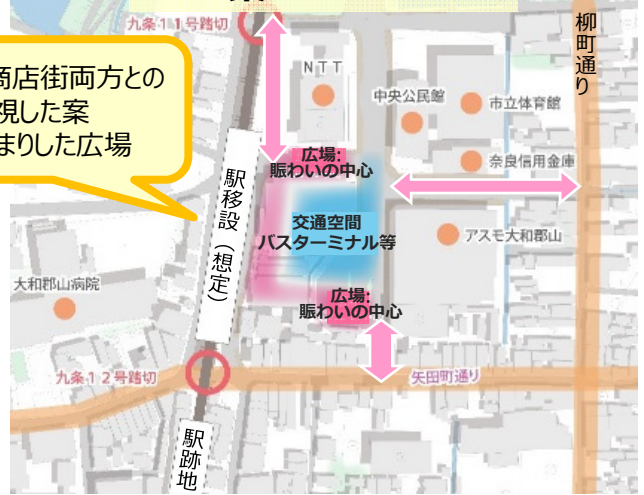 九条１１号踏切
商店街両方との
視した案
まりした広場
ＮＴＴ
中央公民館
市立体育館
奈良信用金庫
柳町通り
広場:
賑わいの中心
駅移設（想定）
交通空間
バスターミナル等
アスモ大和郡山
大和郡山病院
広場:
賑わいの中心
九条１２号踏切
矢田町通り
駅跡地